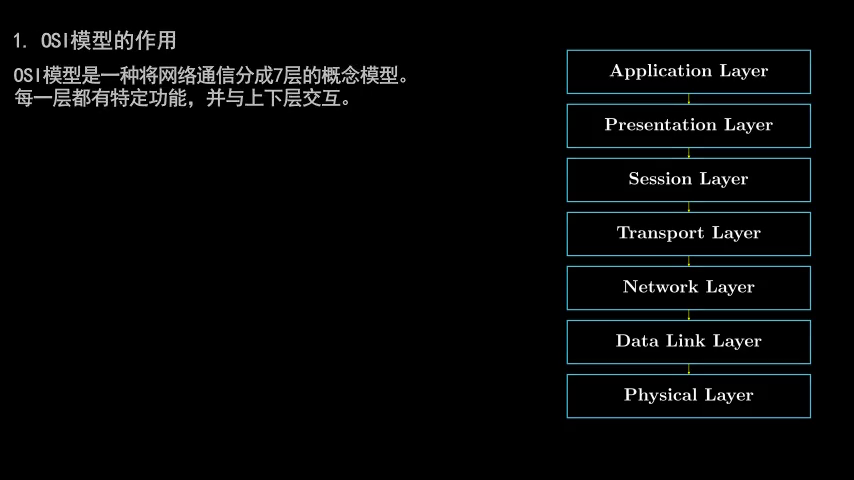 1. OSI模型的作用
OSI模型是一种将网络通信分成7层的概念模型。
每一层都有特定功能，并与上下层交互。
Application Layer
Presentation Layer
Session Layer
Transport Layer
Network Layer
Data Link Layer
Physical Layer